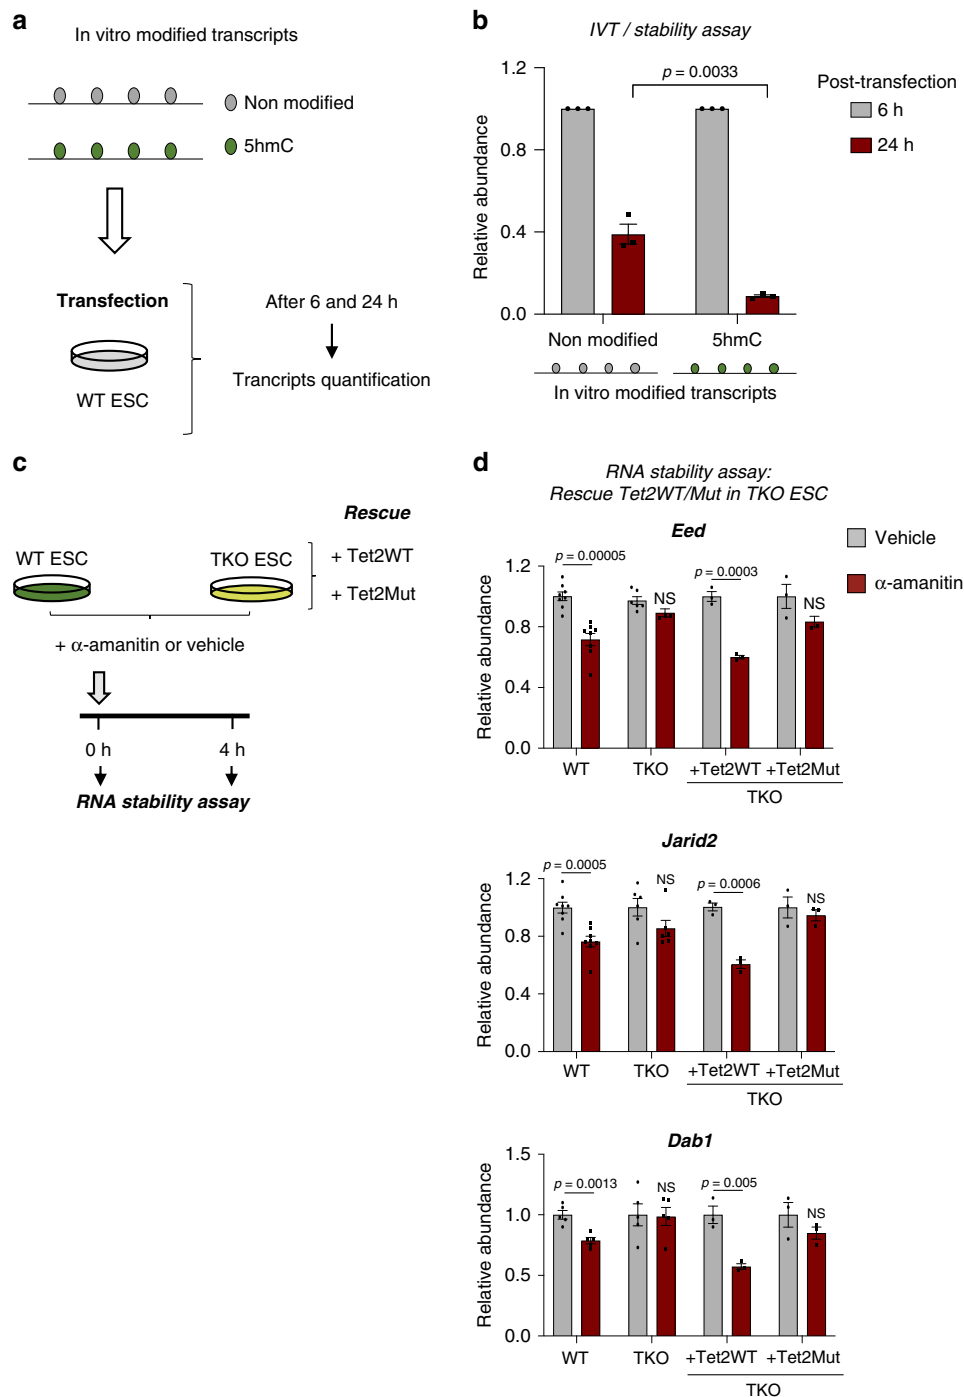 a
In vitro modified transcripts
Non modified
5hmC
Transfection
WT ESC
After 6 and 24 h
Trancripts quantification
b
IVT / stability assay
p = 0.0033
Post-transfection
6 h
24 h
Relative abundance
1.2
0.8
0.4
0.0
Non modified
5hmC
In vitro modified transcripts
c
Rescue
WT ESC
TKO ESC
+ Tet2WT
+ Tet2Mut
+ α-amanitin or vehicle
0 h
4 h
RNA stability assay
d
RNA stability assay:
Rescue Tet2WT/Mut in TKO ESC
Eed
Vehicle
α-amanitin
Relative abundance
1.2
0.8
0.4
0.0
p = 0.00005
NS
p = 0.0003
NS
WT
TKO
+Tet2WT
+Tet2Mut
TKO
Jarid2
Relative abundance
1.2
0.8
0.4
0.0
p = 0.0005
NS
p = 0.0006
NS
WT
TKO
+Tet2WT
+Tet2Mut
TKO
Dab1
Relative abundance
1.5
1.0
0.5
0.0
p = 0.0013
NS
p = 0.005
NS
WT
TKO
+Tet2WT
+Tet2Mut
TKO